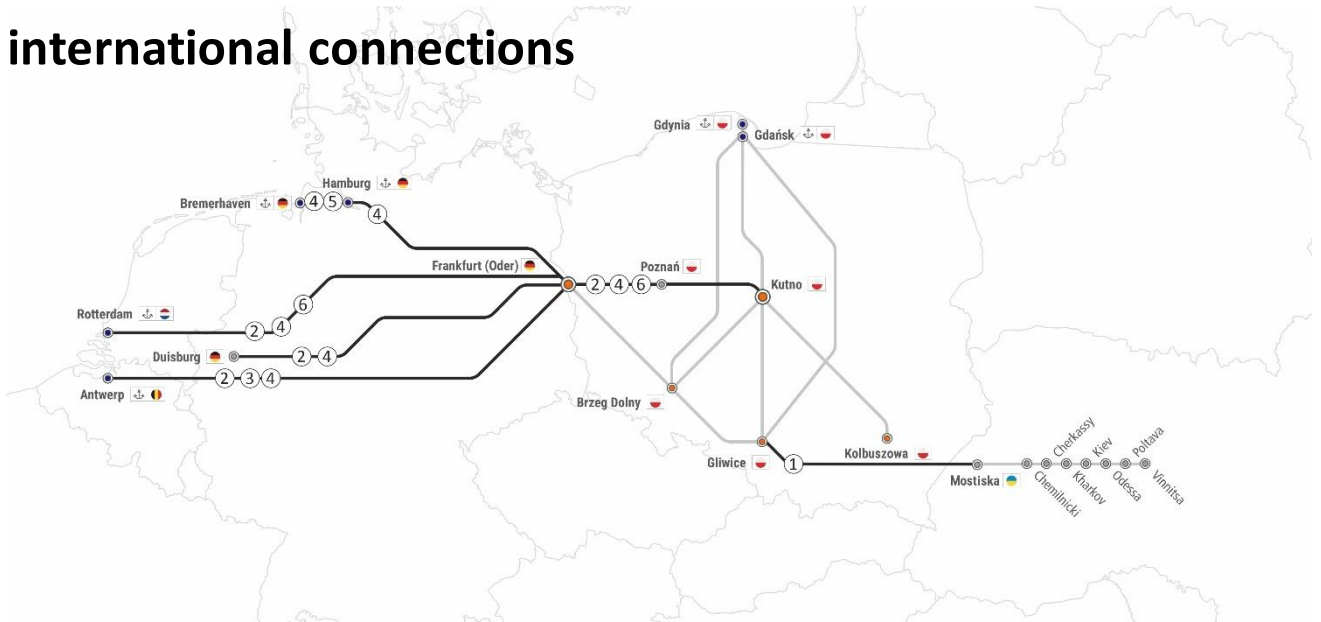 international connections
Gdynia
Gdańsk
Hamburg
Bremerhaven
4 5
4
Frankfurt (Oder)
Poznań
2 4 6
Kutno
Rotterdam
2 4 6
Duisburg
2 4
Antwerp
2 3 4
Brzeg Dolny
Gliwice
1
Kolbuszowa
Mostiska
Chemilnicki
Cherkassy
Kharkov
Kiev
Odessa
Poltava
Vinnitsa